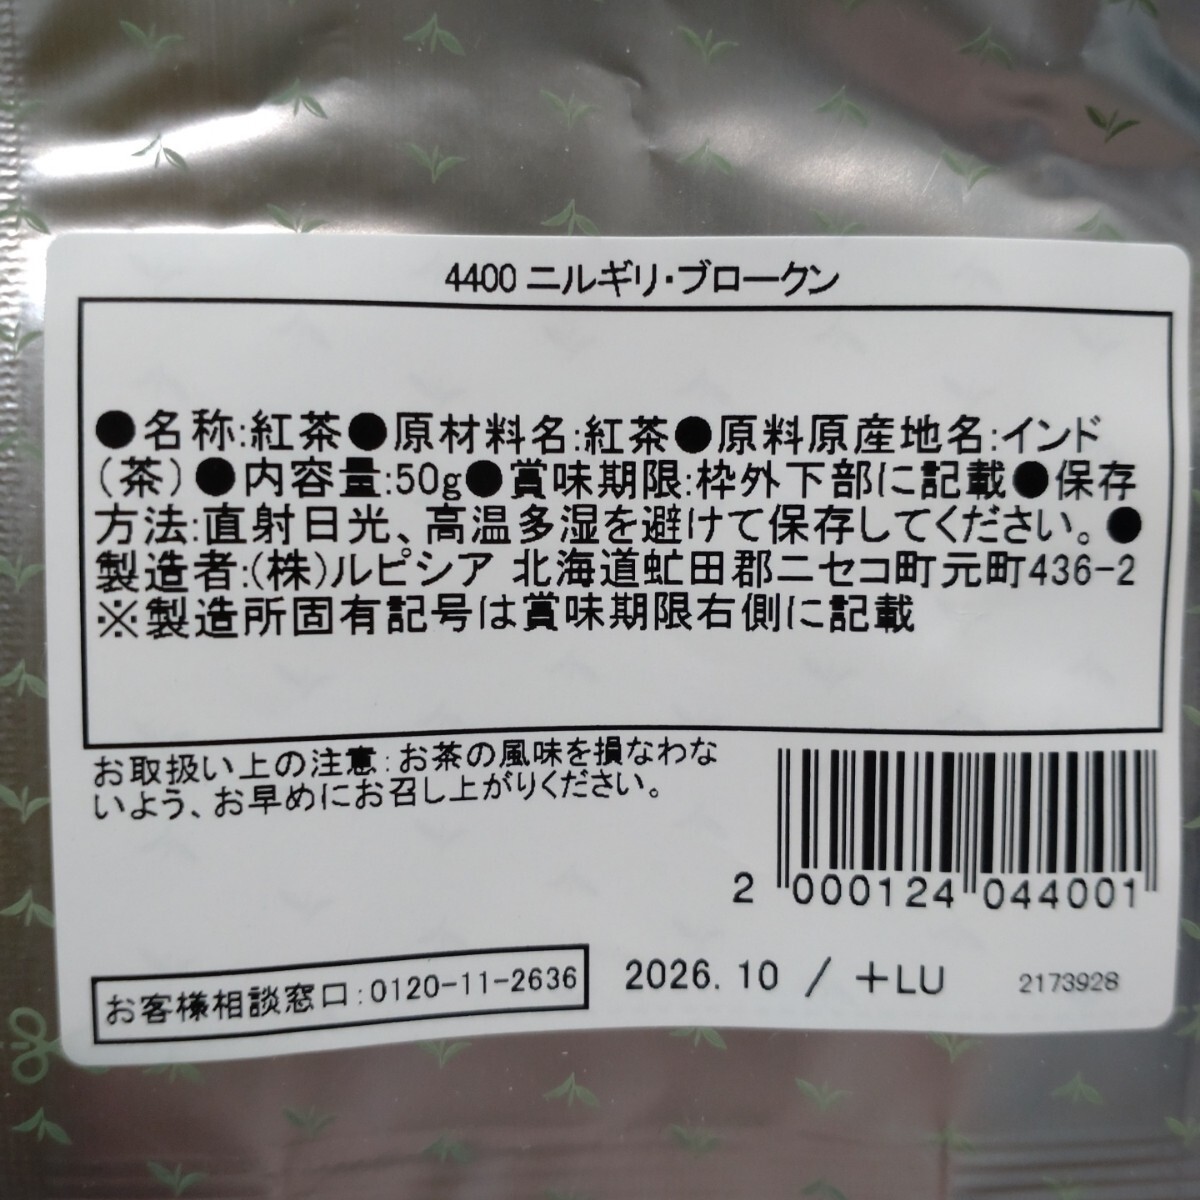 4400 ニルギリ・ブロークン
●名称:紅茶●原材料名:紅茶●原料原産地名:インド
(茶)●内容量:50g●賞味期限:枠外下部に記載●保存
方法:直射日光、高温多湿を避けて保存してください。●
製造者:(株)ルピシア 北海道虻田郡ニセコ町元町436-2
※製造所固有記号は賞味期限右側に記載
お取扱い上の注意:お茶の風味を損なわな
いよう、お早めにお召し上がりください。
2 000124 044001
お客様相談窓口:0120-11-2636
2026.10 / +LU
2173928